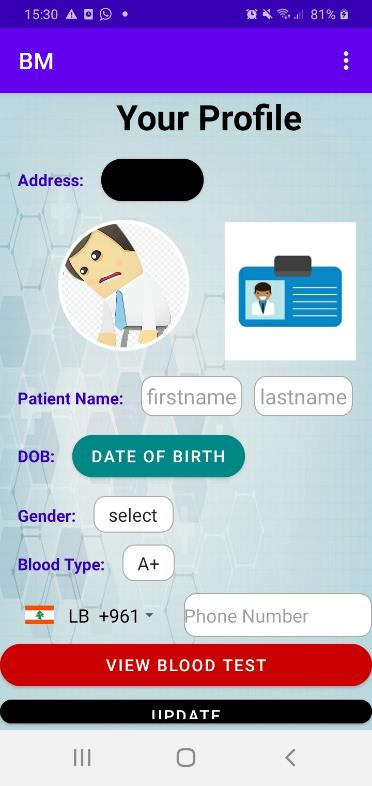 15:30 81%
BM
Your Profile
Address:
Patient Name: firstname lastname
DOB: DATE OF BIRTH
Gender: select
Blood Type: A+
LB +961 Phone Number
VIEW BLOOD TEST
UPDATE